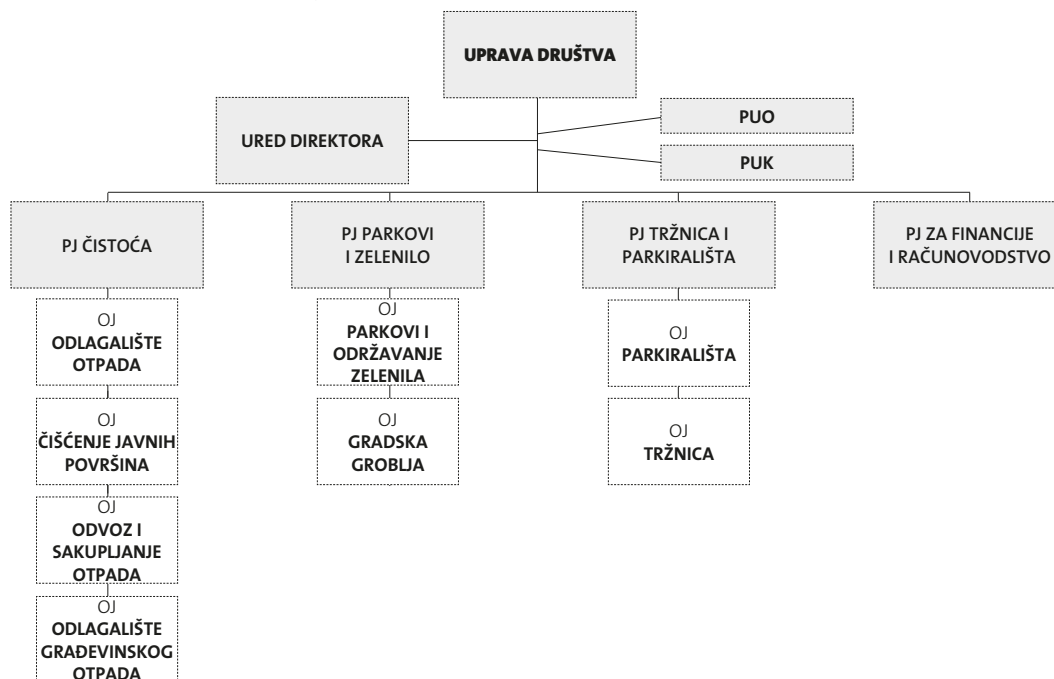 UPRAVA DRUŠTVA
URED DIREKTORA
PUO
PUK
PJ ČISTOĆA
PJ PARKOVI
I ZELENILO
PJ TRŽNICA I
PARKIRALIŠTA
PJ ZA FINANCIJE
I RAČUNOVODSTVO
OJ
ODLAGALIŠTE
OTPADA
OJ
ČIŠĆENJE JAVNIH
POVRŠINA
OJ
ODVOZ I
SAKUPLJANJE
OTPADA
OJ
ODLAGALIŠTE
GRAĐEVINSKOG
OTPADA
OJ
PARKOVI I
ODRŽAVANJE
ZELENILA
OJ
GRADSKA
GROBLJA
OJ
PARKIRALIŠTA
OJ
TRŽNICA